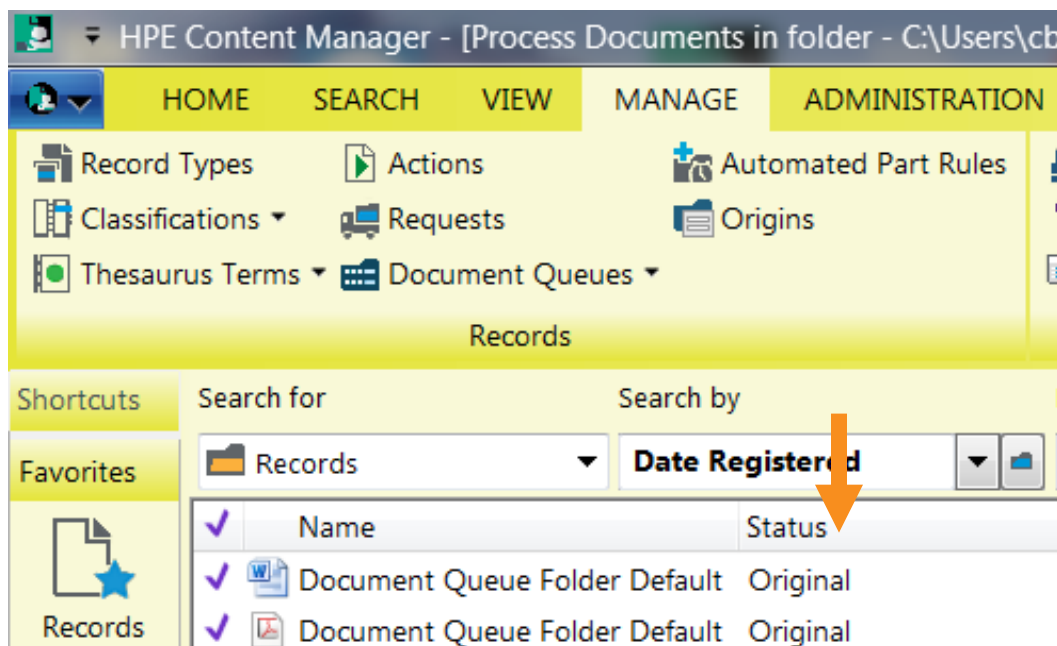 HPE Content Manager - [Process Documents in folder - C:\Users\cb
HOME SEARCH VIEW MANAGE ADMINISTRATION
Record Types Actions Automated Part Rules
Classifications Requests Origins
Thesaurus Terms Document Queues
Records
Shortcuts Search for Search by
Favorites Records Date Registered
Name Status
Document Queue Folder Default Original
Records Document Queue Folder Default Original